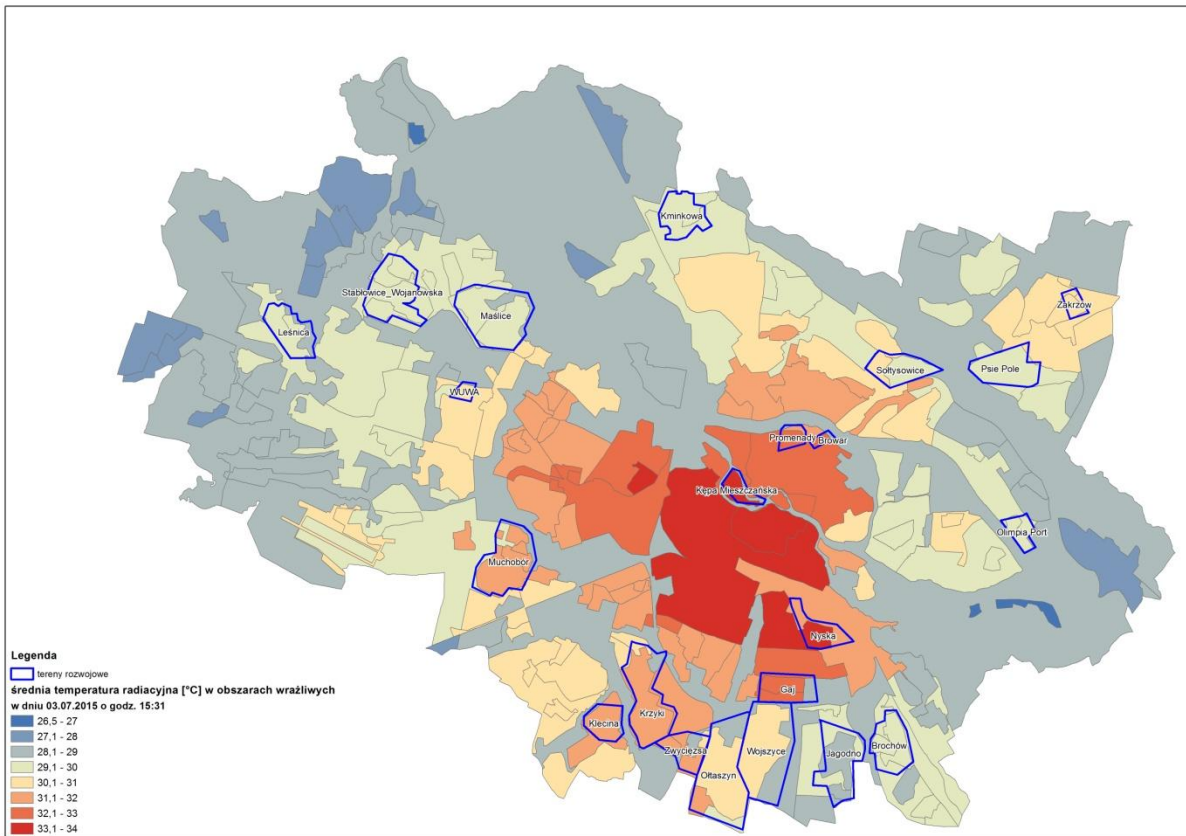 Kminkowa
Zakrzów
Stabłowice_Wojanowska
Maślice
Leśnica
Sołtysowice
Psie Pole
WUWA
Promenady
Browar
Kępa Mieszczańska
Olimpia Port
Muchobór
Nyska
Gaj
Klecina
Krzyki
Zwycięzsa
Ołtaszyn
Wojszyce
Jagodno
Brochów
Legenda
tereny rozwojowe
średnia temperatura radiacyjna [°C] w obszarach wrażliwych
w dniu 03.07.2015 o godz. 15:31
26,5 - 27
27,1 - 28
28,1 - 29
29,1 - 30
30,1 - 31
31,1 - 32
32,1 - 33
33,1 - 34